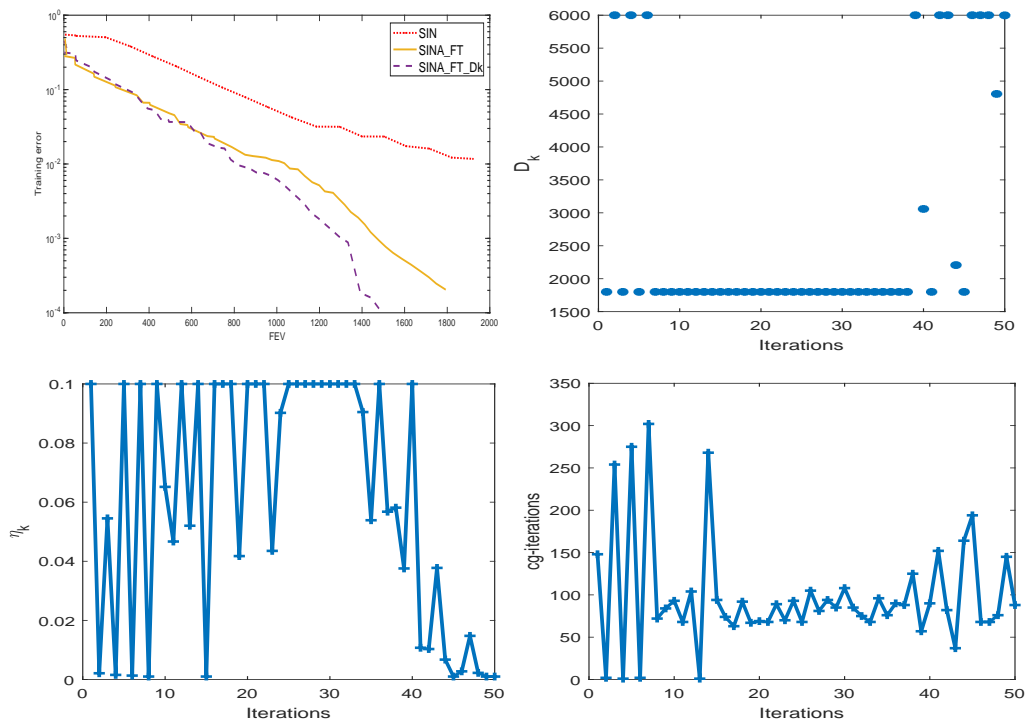 10^0
10^-1
10^-2
10^-3
10^-4
Training error
0 200 400 600 800 1000 1200 1400 1600 1800 2000
FEV
SIN
SINA_FT
SINA_FT_Dk
6000
5500
5000
4500
4000
3500
3000
2500
2000
1500
D_k
0 10 20 30 40 50
Iterations
0.1
0.08
0.06
0.04
0.02
0
η_k
0 10 20 30 40 50
Iterations
350
300
250
200
150
100
50
0
cg-iterations
0 10 20 30 40 50
Iterations